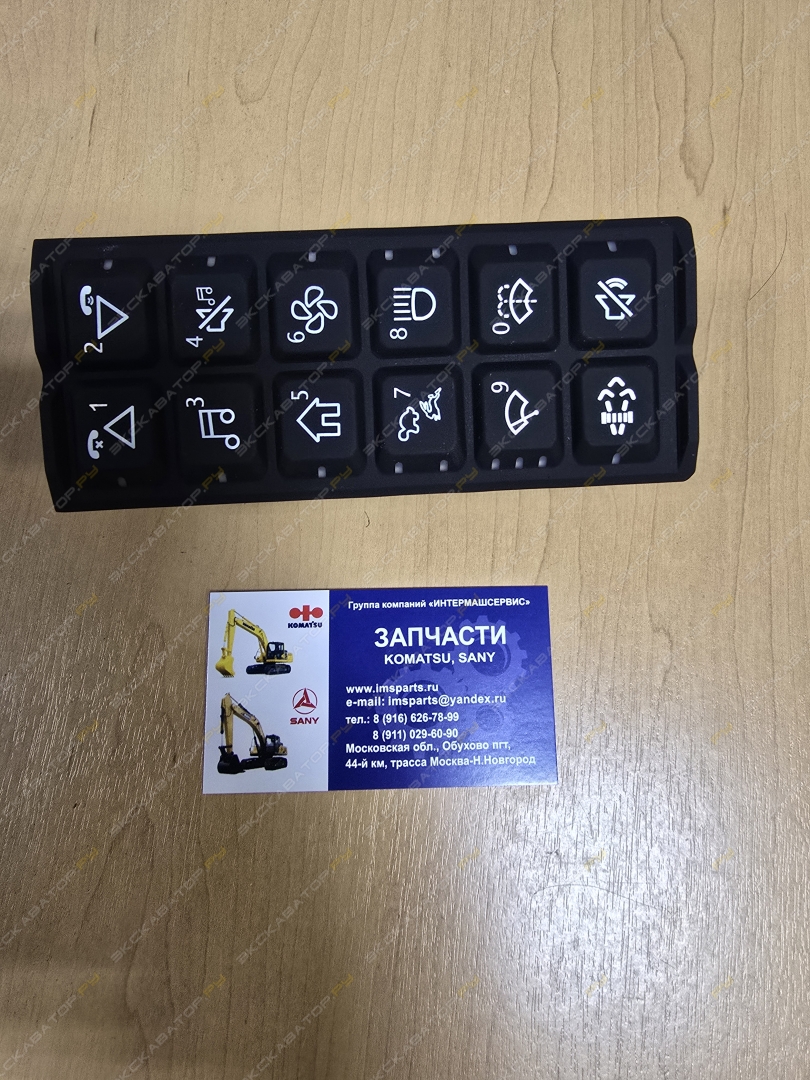 2
4
6
8
0
1
3
5
7
9
KOMATSU
SANY
Группа компаний «ИНТЕРМАШСЕРВИС»
ЗАПЧАСТИ
KOMATSU, SANY
www.imsparts.ru
e-mail: imsparts@yandex.ru
тел.: 8 (916) 626-78-99
8 (911) 029-60-90
Московская обл., Обухово пгт,
44-й км, трасса Москва-Н.Новгород
ЭКСКАВАТОР.РУ